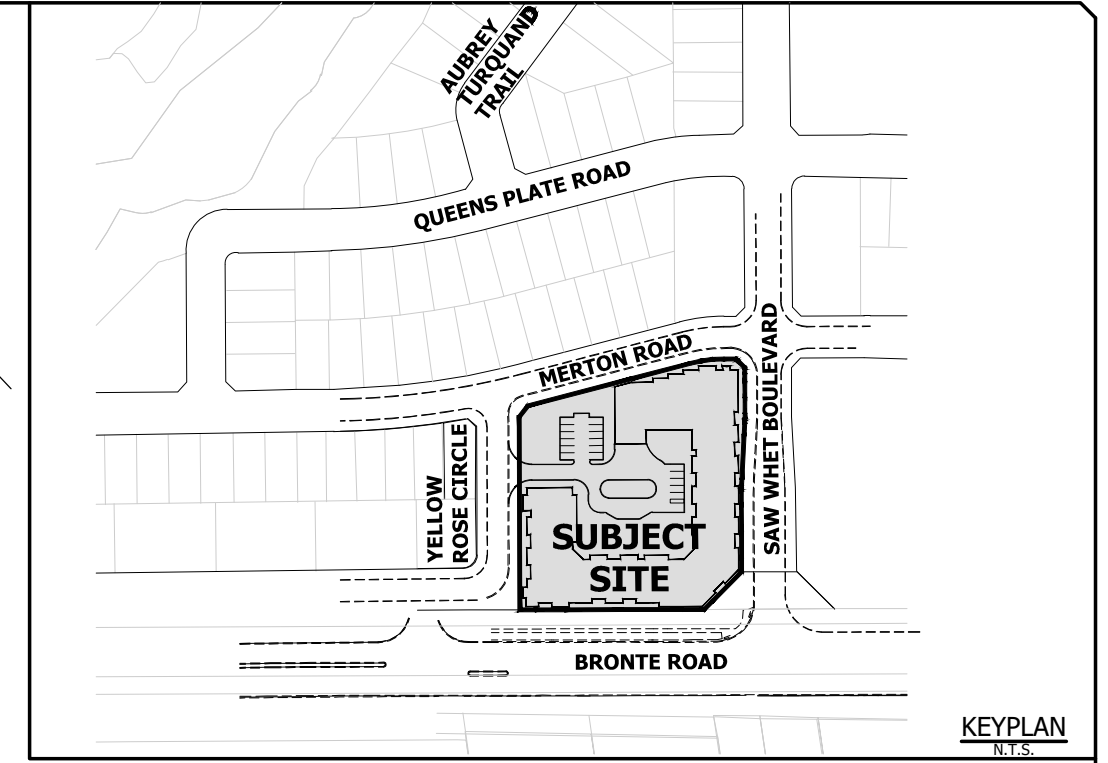 AUBREY
TURQUAND
TRAIL
QUEENS PLATE ROAD
MERTON ROAD
SAW WHET BOULEVARD
YELLOW
ROSE CIRCLE
SUBJECT
SITE
BRONTE ROAD
KEYPLAN
N.T.S.